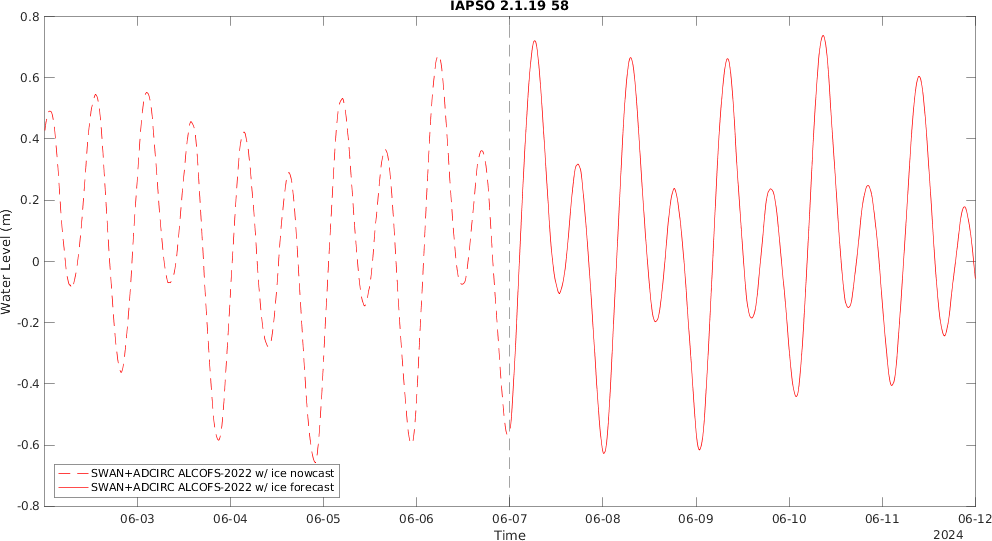 IAPSO 2.1.19 58
Water Level (m)
0.8
0.6
0.4
0.2
0
-0.2
-0.4
-0.6
-0.8
SWAN+ADCIRC ALCOFS-2022 w/ ice nowcast
SWAN+ADCIRC ALCOFS-2022 w/ ice forecast
06-03 06-04 06-05 06-06 06-07 06-08 06-09 06-10 06-11 06-12
Time
2024